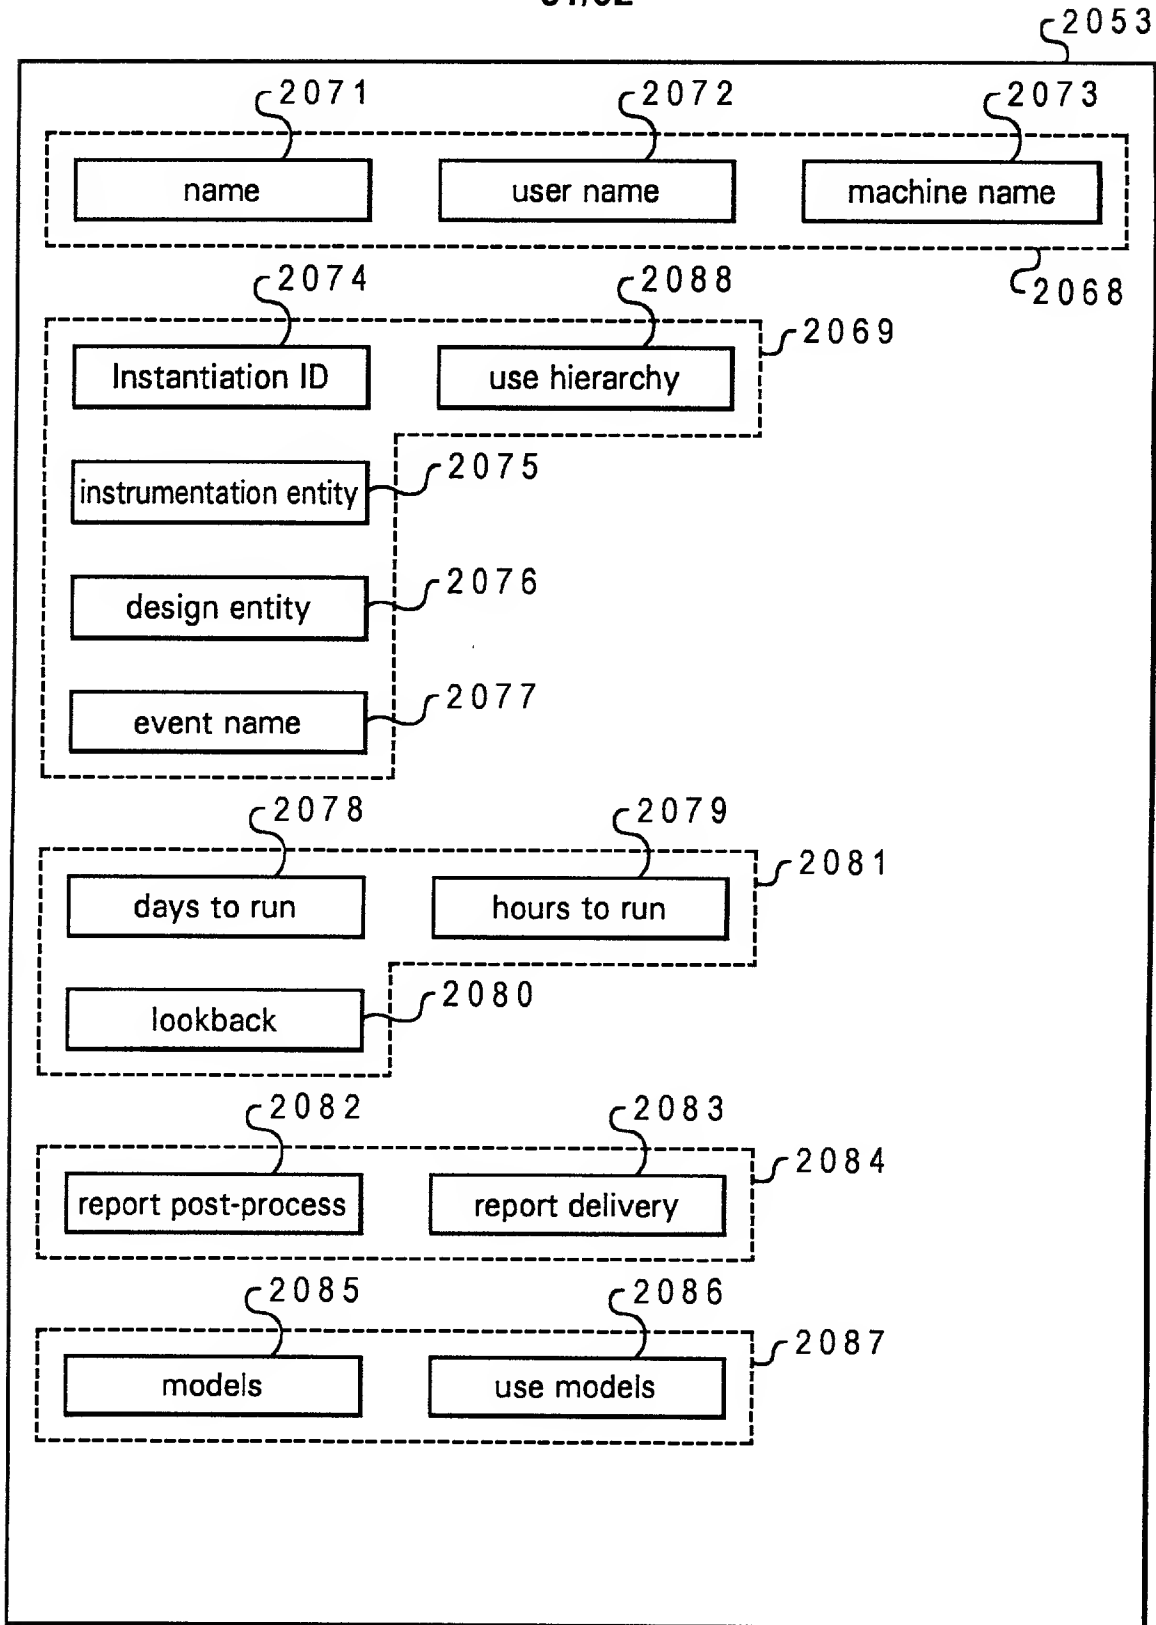 2053
2071 2072 2073
name user name machine name
2068
2074 2088
2069
Instantiation ID use hierarchy
2075
instrumentation entity
2076
design entity
2077
event name
2078 2079
2081
days to run hours to run
2080
lookback
2082 2083
2084
report post-process report delivery
2085 2086
2087
models use models